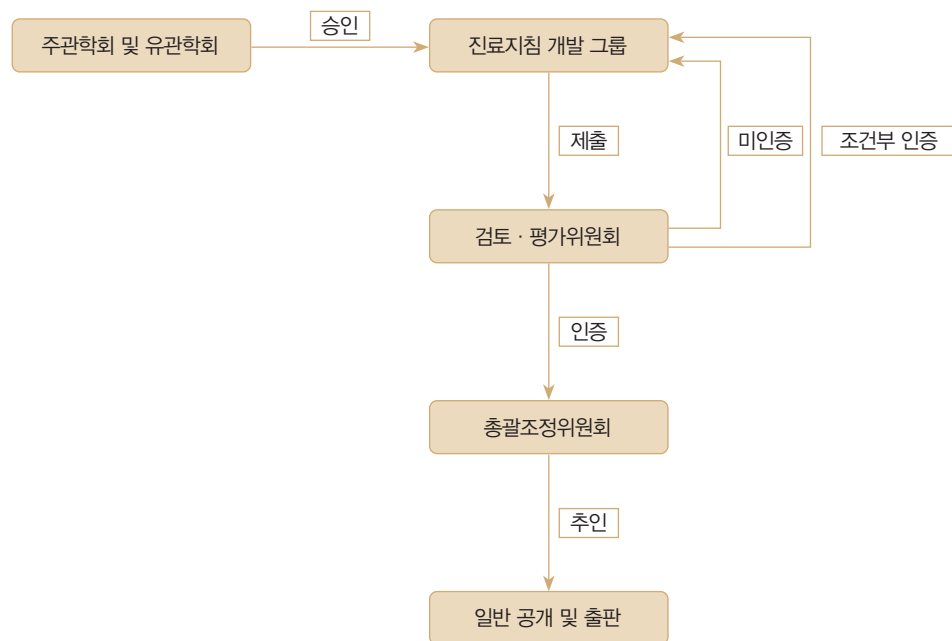 주관학회 및 유관학회
승인
진료지침 개발 그룹
제출
미인증
조건부 인증
검토 · 평가위원회
인증
총괄조정위원회
추인
일반 공개 및 출판